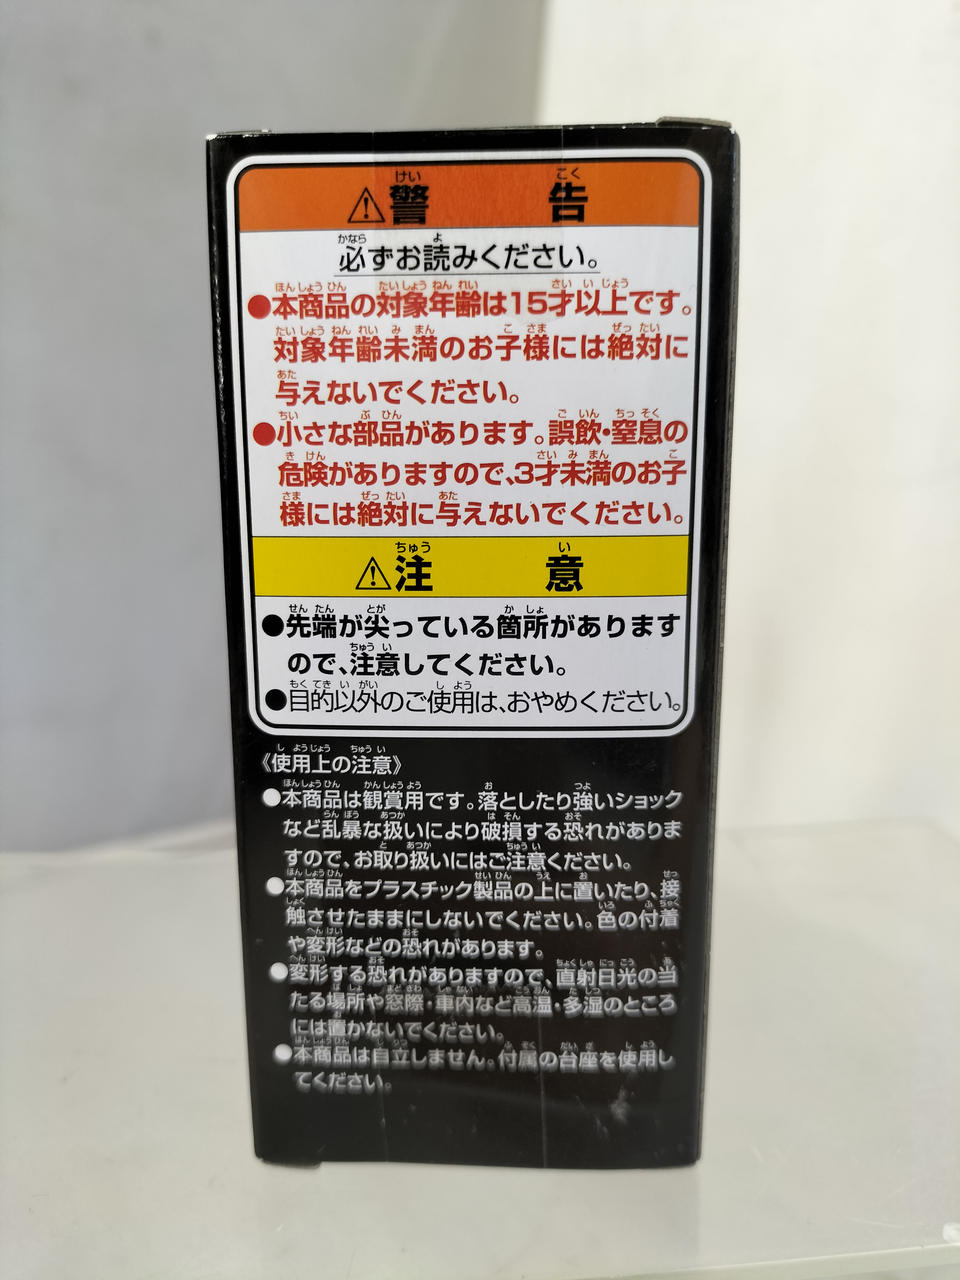 ⚠警告
必ずお読みください。
●本商品の対象年齢は15才以上です。
対象年齢未満のお子様には絶対に
与えないでください。
●小さな部品があります。誤飲・窒息の
危険がありますので、3才未満のお子
様には絶対に与えないでください。
⚠注意
●先端が尖っている箇所があります
ので、注意してください。
●目的以外のご使用は、おやめください。
《使用上の注意》
●本商品は観賞用です。落としたり強いショック
など乱暴な扱いにより破損する恐れがありま
すので、お取り扱いにはご注意ください。
●本商品をプラスチック製品の上に置いたり、接
触させたままにしないでください。色の付着
や変形などの恐れがあります。
●変形する恐れがありますので、直射日光の当
たる場所や窓際・車内など高温・多湿のところ
には置かないでください。
●本商品は自立しません。付属の台座を使用し
てください。